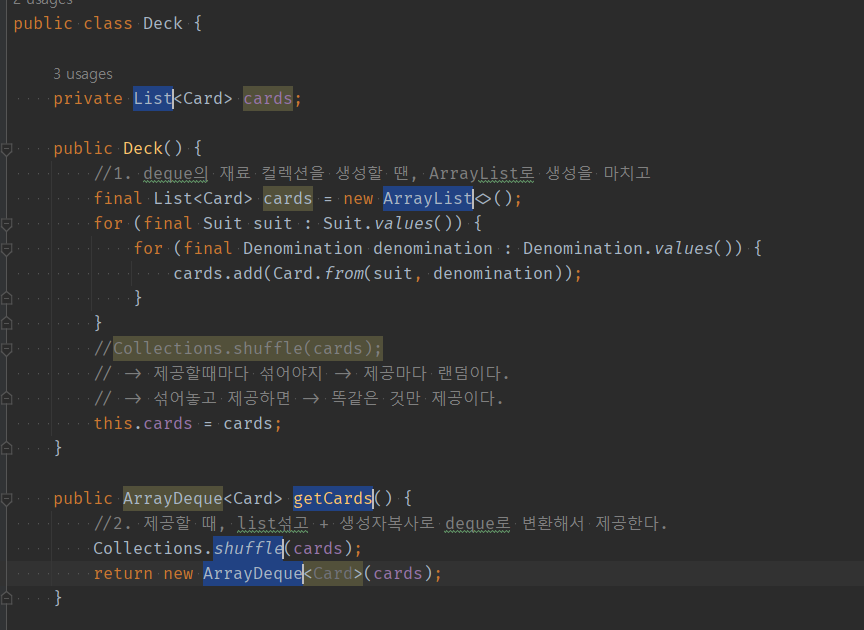 2 usages
public class Deck {
3 usages
private List<Card> cards;
public Deck() {
//1. deque의 재료 컬렉션을 생성할 땐, ArrayList로 생성을 마치고
final List<Card> cards = new ArrayList<>();
for (final Suit suit : Suit.values()) {
for (final Denomination denomination : Denomination.values()) {
cards.add(Card.from(suit, denomination));
}
}
//Collections.shuffle(cards);
// -> 제공할때마다 섞어야지 -> 제공마다 랜덤이다.
// -> 섞어놓고 제공하면 -> 똑같은 것만 제공이다.
this.cards = cards;
}
public ArrayDeque<Card> getCards() {
//2. 제공할 때, list섞고 + 생성자복사로 deque로 변환해서 제공한다.
Collections.shuffle(cards);
return new ArrayDeque<Card>(cards);
}